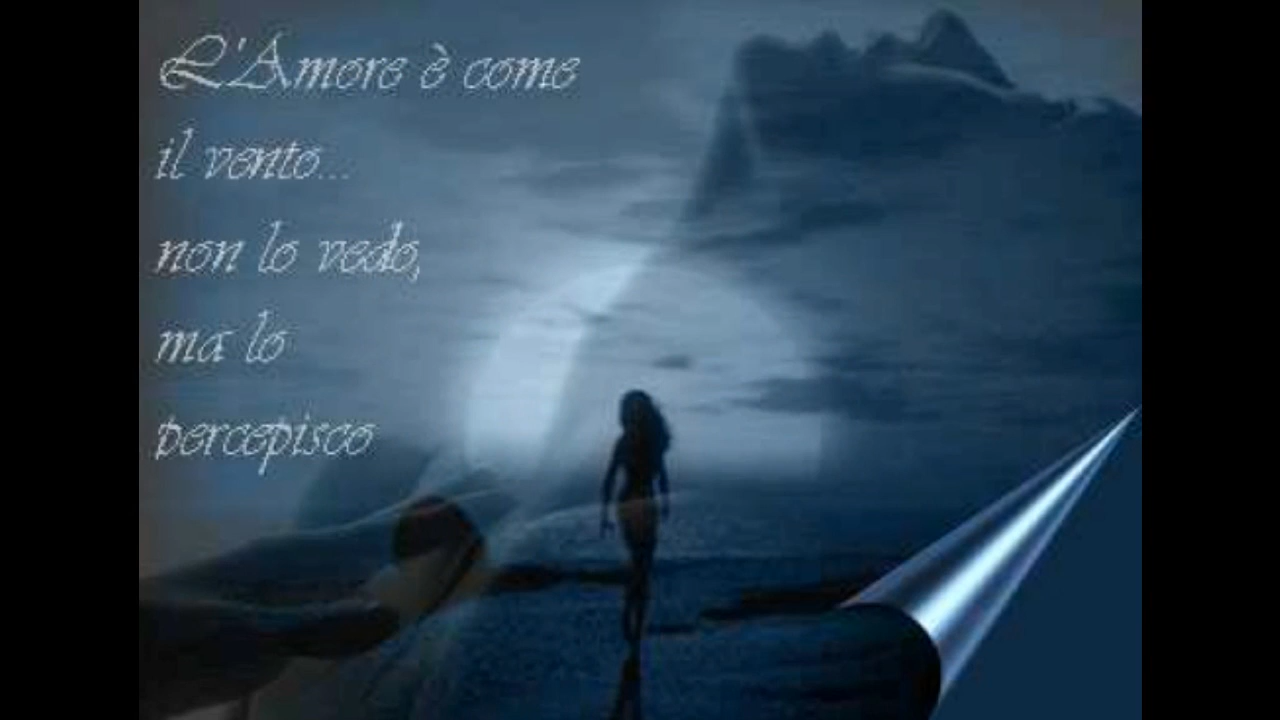 L'Amore è come
il vento...
non lo vedo,
ma lo
percepisco